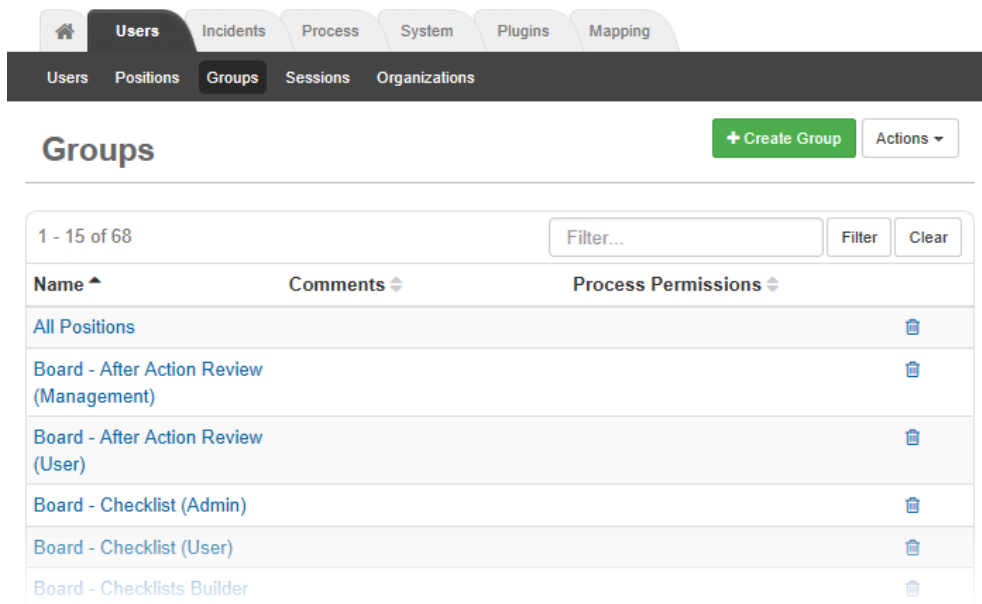 Users Incidents Process System Plugins Mapping
Users Positions Groups Sessions Organizations
Groups
+ Create Group Actions
1 - 15 of 68 Filter... Filter Clear
Name Comments Process Permissions
All Positions
Board - After Action Review
(Management)
Board - After Action Review
(User)
Board - Checklist (Admin)
Board - Checklist (User)
Board - Checklists Builder